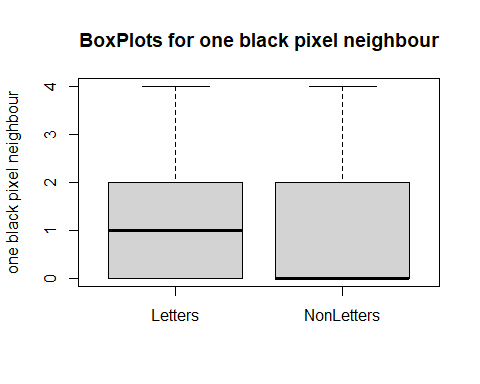 BoxPlots for one black pixel neighbour
one black pixel neighbour
4
3
2
1
0
Letters
NonLetters